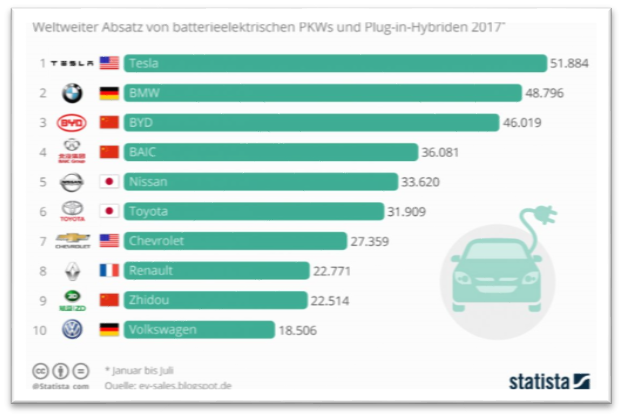 Weltweiter Absatz von batterieelektrischen PKWs und Plug-in-Hybriden 2017*
1 TESLA Tesla 51.884
2 BMW 48.796
3 BYD BYD 46.019
4 BAIC 36.081
5 NISSAN Nissan 33.620
6 TOYOTA Toyota 31.909
7 CHEVROLET Chevrolet 27.359
8 Renault 22.771
9 Zhidou 22.514
10 Volkswagen 18.506
* Januar bis Juli
@Statista com Quelle: ev-sales.blogspot.de
statista